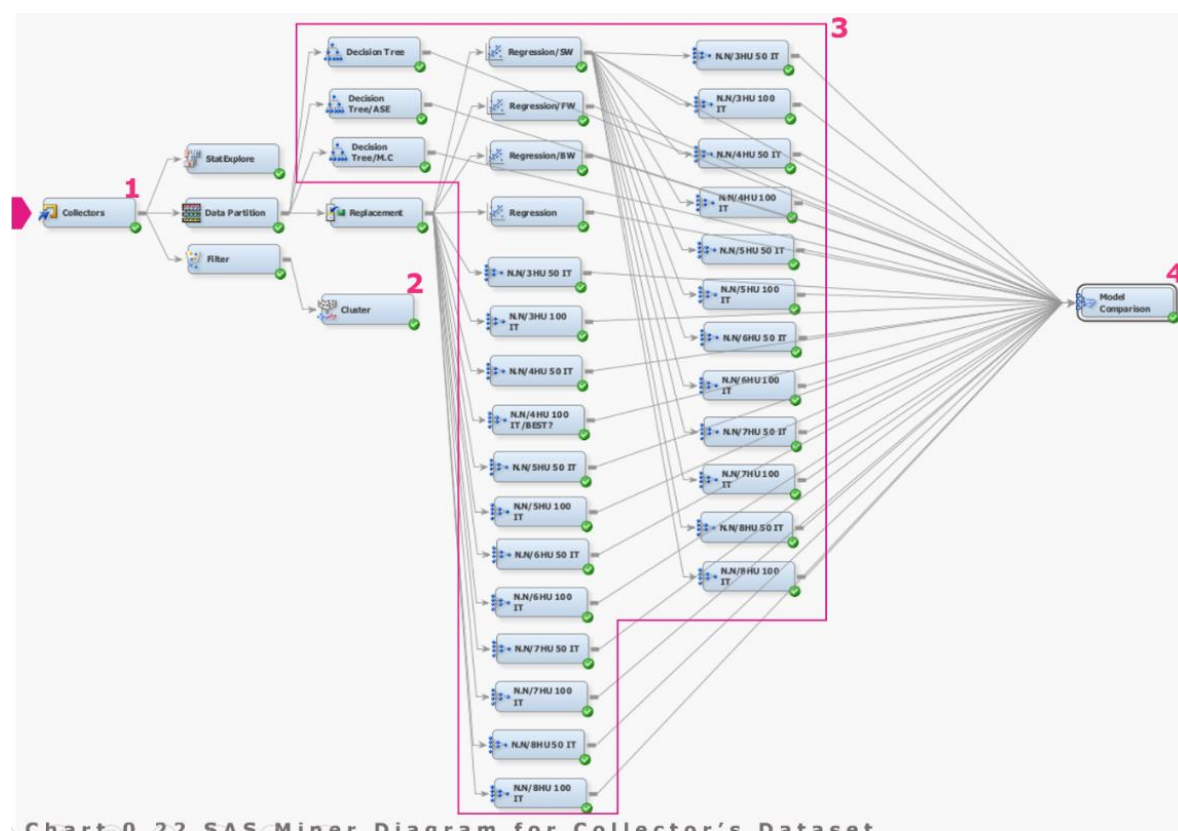 1
Collectors
StatExplore
Data Partition
Filter
2
Cluster
Replacement
3
Decision Tree
Decision
Tree/ASE
Decision
Tree/M.C
Regression/SW
Regression/FW
Regression/BW
Regression
N.N/3HU 50 IT
N.N/3HU 100
IT
N.N/4HU 50 IT
N.N/4HU 100
IT/BEST?
N.N/5HU 50 IT
N.N/5HU 100
IT
N.N/6HU 50 IT
N.N/6HU 100
IT
N.N/7HU 50 IT
N.N/7HU 100
IT
N.N/8HU 50 IT
N.N/8HU 100
IT
N.N/3HU 50 IT
N.N/3HU 100
IT
N.N/4HU 50 IT
N.N/4HU 100
IT
N.N/5HU 50 IT
N.N/5HU 100
IT
N.N/6HU 50 IT
N.N/6HU 100
IT
N.N/7HU 50 IT
N.N/7HU 100
IT
N.N/8HU 50 IT
N.N/8HU 100
IT
4
Model
Comparison
Chart 0.22 SAS Miner Diagram for Collector's Dataset